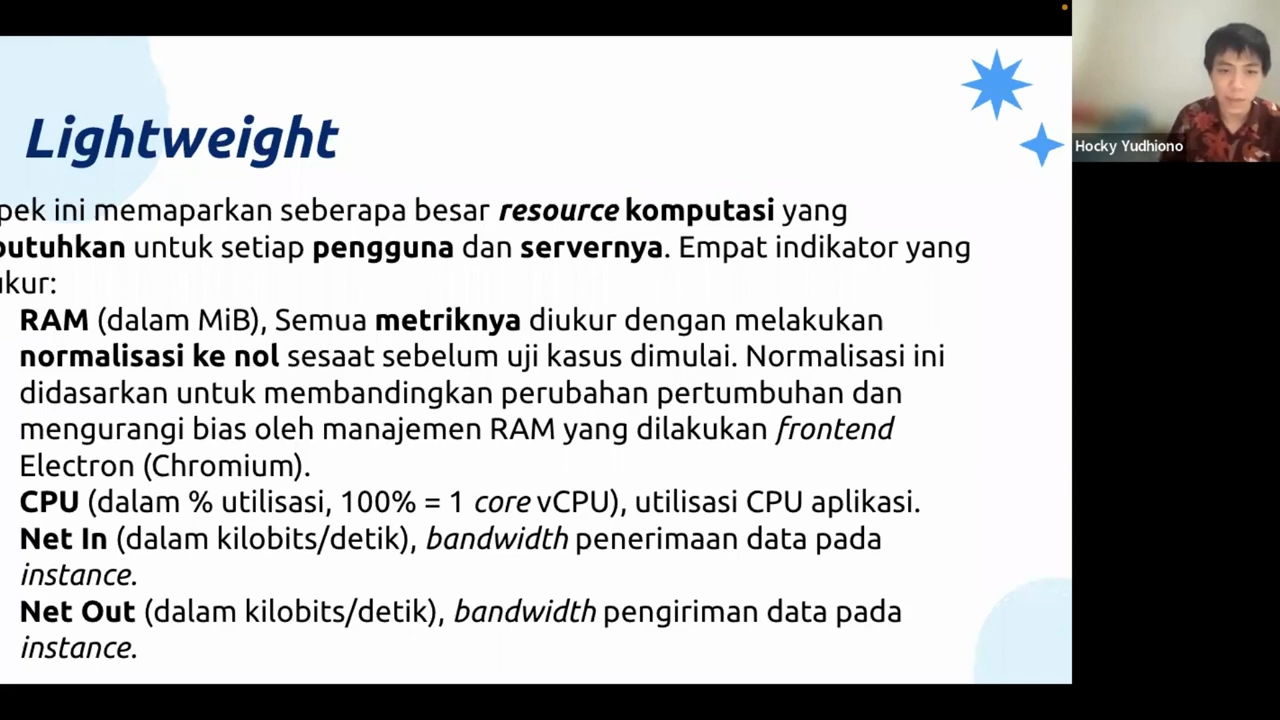 Lightweight
pek ini memaparkan seberapa besar resource komputasi yang
butuhkan untuk setiap pengguna dan servernya. Empat indikator yang
ukur:
RAM (dalam MiB), Semua metriknya diukur dengan melakukan
normalisasi ke nol sesaat sebelum uji kasus dimulai. Normalisasi ini
didasarkan untuk membandingkan perubahan pertumbuhan dan
mengurangi bias oleh manajemen RAM yang dilakukan frontend
Electron (Chromium).
CPU (dalam % utilisasi, 100% = 1 core vCPU), utilisasi CPU aplikasi.
Net In (dalam kilobits/detik), bandwidth penerimaan data pada
instance.
Net Out (dalam kilobits/detik), bandwidth pengiriman data pada
instance.
Hocky Yudhiono